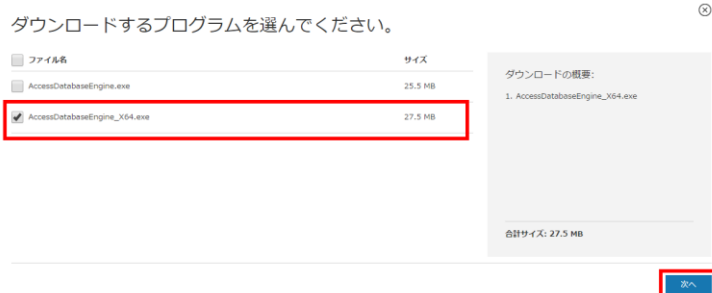 ダウンロードするプログラムを選んでください。
ファイル名 サイズ
AccessDatabaseEngine.exe 25.5 MB
AccessDatabaseEngine_X64.exe 27.5 MB
ダウンロードの概要:
1. AccessDatabaseEngine_X64.exe
合計サイズ: 27.5 MB
次へ